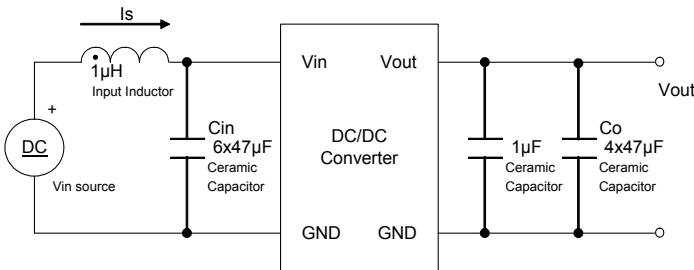 Is
1µH
Input Inductor
+
DC
Vin source
Cin
6x47µF
Ceramic
Capacitor
Vin
Vout
DC/DC
Converter
GND
GND
1µF
Ceramic
Capacitor
Co
4x47µF
Ceramic
Capacitor
Vout